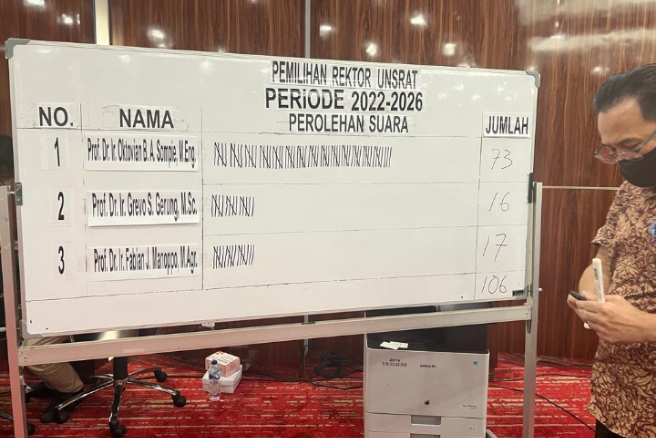 PEMILIHAN REKTOR UNSRAT
PERIODE 2022-2026
NO. NAMA PEROLEHAN SUARA JUMLAH
1 Prof. Dr. Ir. Oktovian B. A. Sompie, M.Eng. 73
2 Prof. Dr. Ir. Grevo S. Gerung, M.Sc. 16
3 Prof. Dr. Ir. Fabian J. Manoppo, M.Agr. 17
106